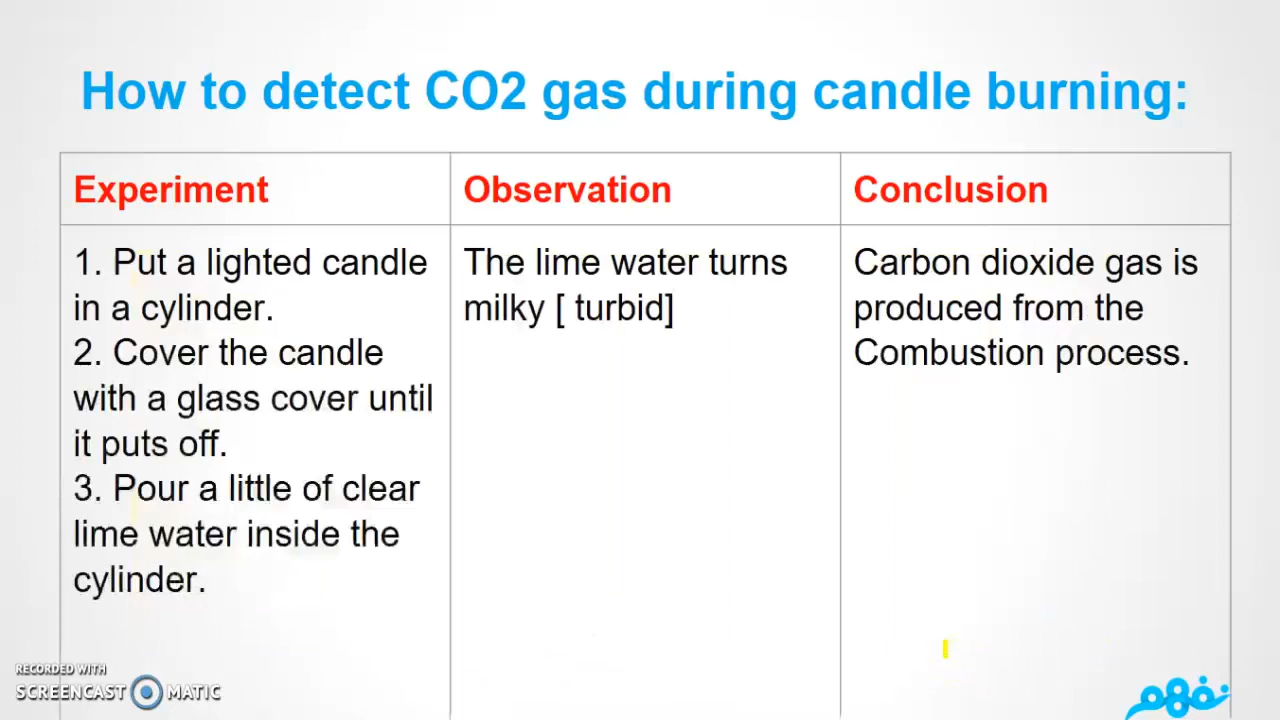 How to detect CO2 gas during candle burning:
Experiment
Observation
Conclusion
1. Put a lighted candle
in a cylinder.
2. Cover the candle
with a glass cover until
it puts off.
3. Pour a little of clear
lime water inside the
cylinder.
The lime water turns
milky [ turbid]
Carbon dioxide gas is
produced from the
Combustion process.
RECORDED WITH
SCREENCAST MATIC
نفهم